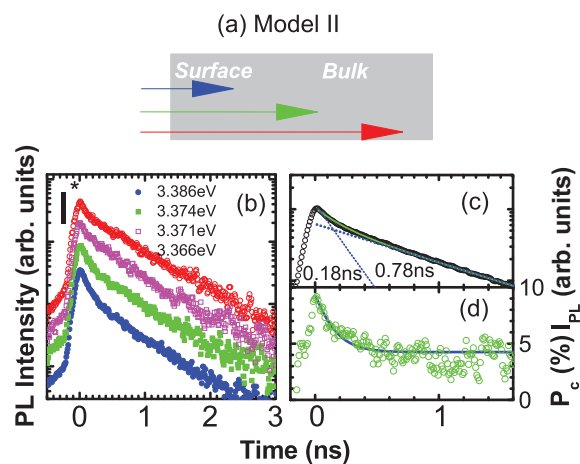 (a) Model II
Surface Bulk
PL Intensity (arb. units)
*
(b)
3.386eV
3.374eV
3.371eV
3.366eV
0 1 2 3
(c)
0.18ns 0.78ns
(d)
0 1
10
5
0
P_c (%) I_PL (arb. units)
Time (ns)